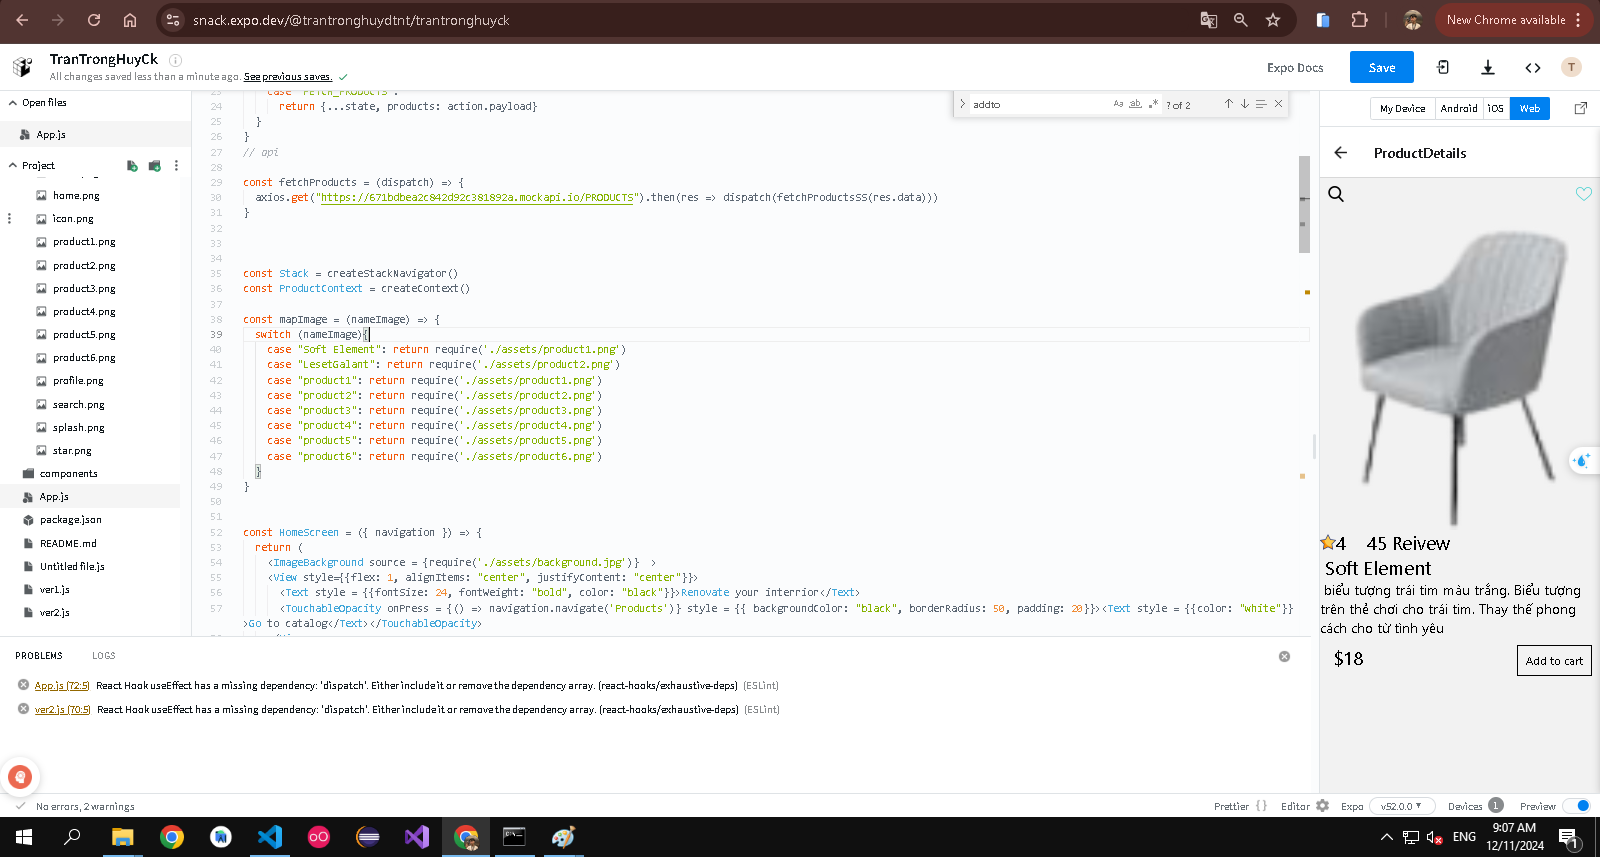 snack.expo.dev/@trantronghuydtnt/trantronghuyck
New Chrome available
TranTrongHuyCk
All changes saved less than a minute ago. See previous saves.
Expo Docs
Save
T
Open files
App.js
Project
home.png
icon.png
product1.png
product2.png
product3.png
product4.png
product5.png
product6.png
profile.png
search.png
splash.png
star.png
components
App.js
package.json
README.md
Untitled file.js
ver1.js
ver2.js
addto
Aa
ab
.*
? of 2
23 case "FETCH_PRODUCTS":
24 return {...state, products: action.payload}
25 }
26 }
27 // api
28
29 const fetchProducts = (dispatch) => {
30 axios.get("https://671bdbea2c842d92c381892a.mockapi.io/PRODUCTS").then(res => dispatch(fetchProductsSS(res.data)))
31 }
32
33
34
35 const Stack = createStackNavigator()
36 const ProductContext = createContext()
37
38 const mapImage = (nameImage) => {
39 switch (nameImage){
40 case "Soft Element": return require('./assets/product1.png')
41 case "LesetGalant": return require('./assets/product2.png')
42 case "product1": return require('./assets/product1.png')
43 case "product2": return require('./assets/product2.png')
44 case "product3": return require('./assets/product3.png')
45 case "product4": return require('./assets/product4.png')
46 case "product5": return require('./assets/product5.png')
47 case "product6": return require('./assets/product6.png')
48 }
49 }
50
51
52 const HomeScreen = ({ navigation }) => {
53 return (
54 <ImageBackground source = {require('./assets/background.jpg')} >
55 <View style={{flex: 1, alignItems: "center", justifyContent: "center"}}>
56 <Text style = {{fontSize: 24, fontWeight: "bold", color: "black"}}>Renovate your interrior</Text>
57 <TouchableOpacity onPress = {() => navigation.navigate('Products')} style = {{ backgroundColor: "black", borderRadius: 50, padding: 20}}><Text style = {{color: "white"}}
>Go to catalog</Text></TouchableOpacity>
My Device
Android
iOS
Web
ProductDetails
4 45 Reivew
Soft Element
biểu tượng trái tim màu trắng. Biểu tượng
trên thẻ chơi cho trái tim. Thay thế phong
cách cho từ tình yêu
$18
Add to cart
PROBLEMS
LOGS
App.js (72:5) React Hook useEffect has a missing dependency: 'dispatch'. Either include it or remove the dependency array. (react-hooks/exhaustive-deps) (ESLint)
ver2.js (70:5) React Hook useEffect has a missing dependency: 'dispatch'. Either include it or remove the dependency array. (react-hooks/exhaustive-deps) (ESLint)
No errors, 2 warnings
Prettier { }
Editor
Expo
v52.0.0
Devices
1
Preview
ENG
9:07 AM
12/11/2024
1